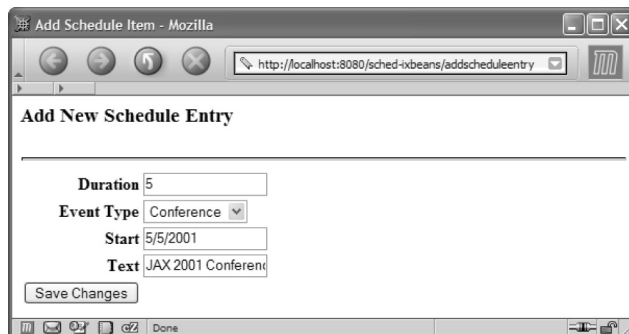 Add Schedule Item - Mozilla
http://localhost:8080/sched-ixbeans/addscheduleentry
Add New Schedule Entry
Duration 5
Event Type Conference
Start 5/5/2001
Text JAX 2001 Conferenc
Save Changes
Done